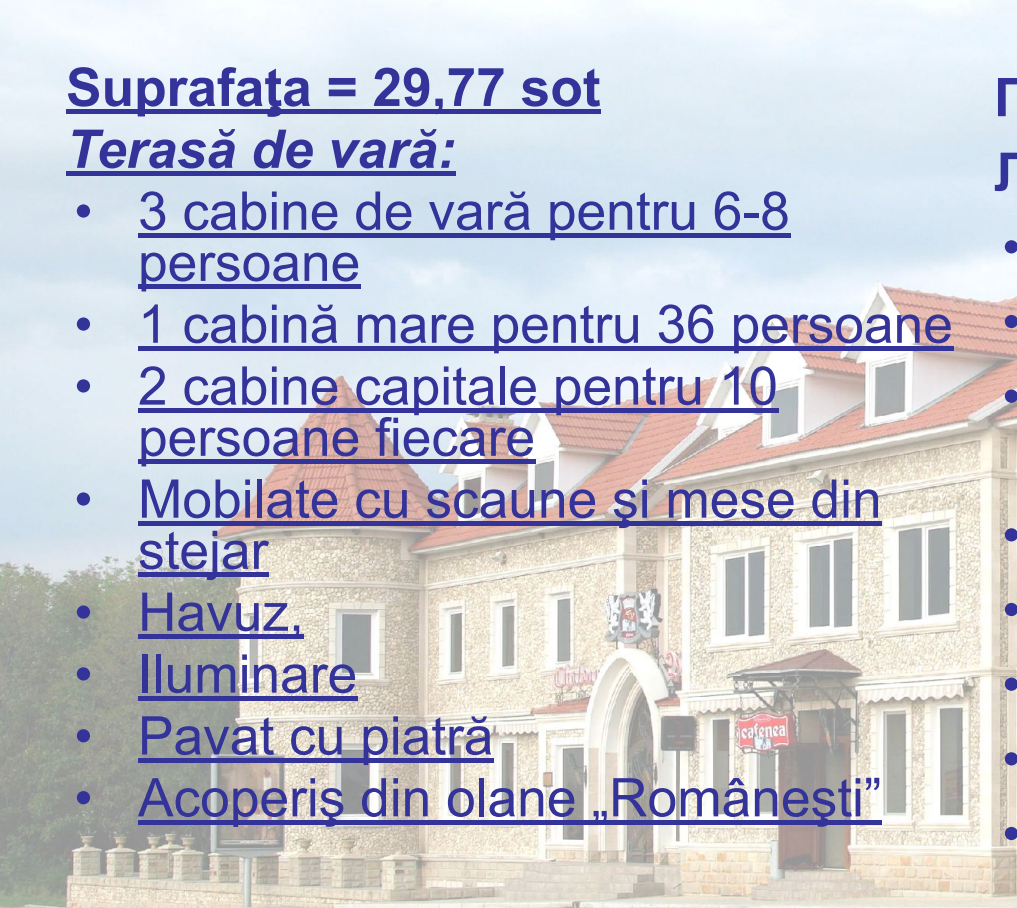 Suprafaţa = 29,77 sot
Terasă de vară:
• 3 cabine de vară pentru 6-8
persoane
• 1 cabină mare pentru 36 persoane
• 2 cabine capitale pentru 10
persoane fiecare
• Mobilate cu scaune şi mese din
stejar
• Havuz,
• Iluminare
• Pavat cu piatră
• Acoperiş din olane „Româneşti”
cafenea